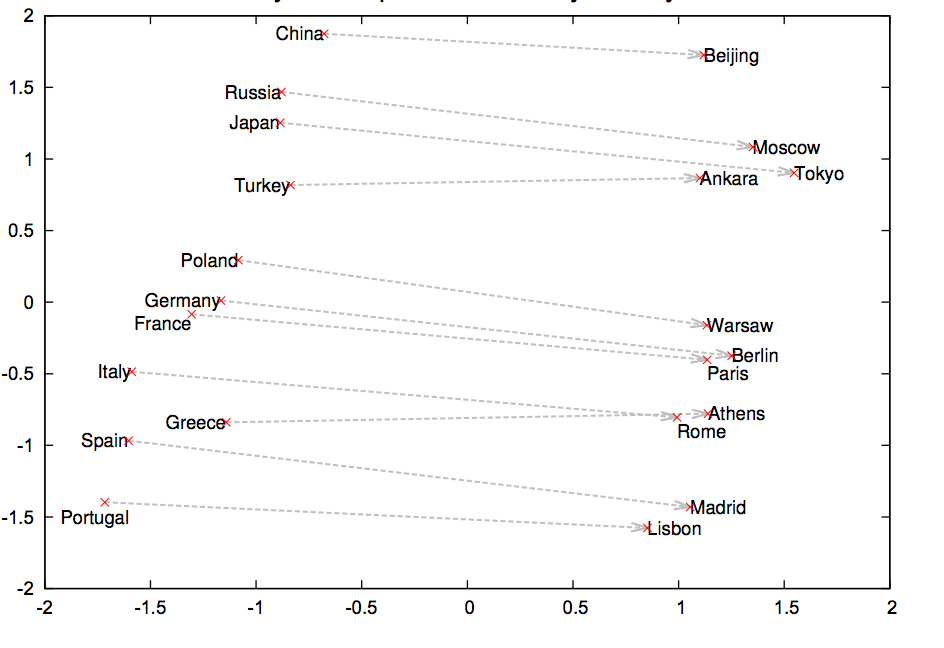 2
China
Beijing
1.5
Russia
Moscow
Japan
1
Tokyo
Turkey
Ankara
0.5
Poland
Germany
0
France
Warsaw
Berlin
Paris
-0.5
Italy
Athens
Greece
Rome
Spain
-1
Madrid
Portugal
-1.5
Lisbon
-2
-2 -1.5 -1 -0.5 0 0.5 1 1.5 2